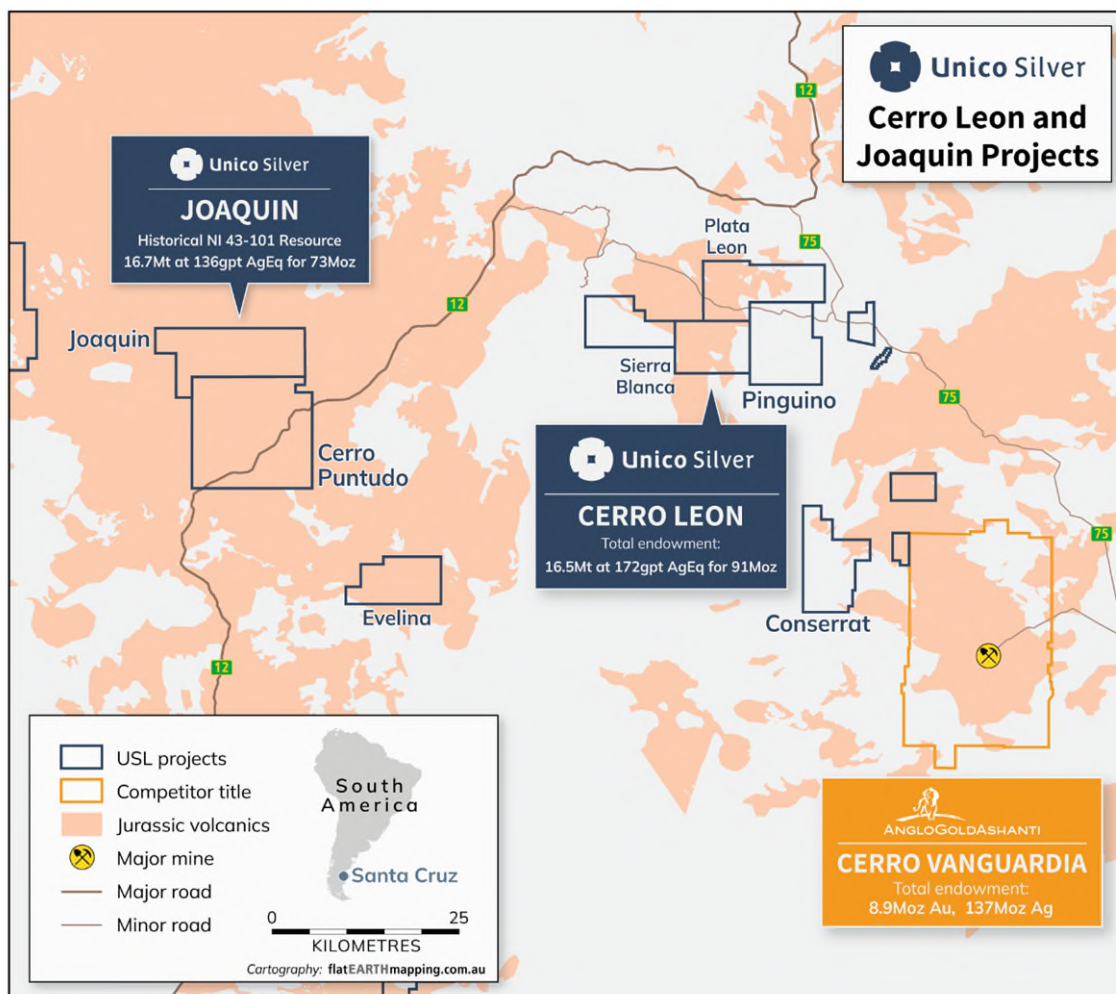 Unico Silver
Cerro Leon and
Joaquin Projects
12
Unico Silver
JOAQUIN
Historical NI 43-101 Resource
16.7Mt at 136gpt AgEq for 73Moz
Plata
Leon
75
12
Joaquin
Sierra
Blanca
Pinguino
75
Cerro
Puntudo
Unico Silver
CERRO LEON
Total endowment:
16.5Mt at 172gpt AgEq for 91Moz
75
Evelina
Conserrat
12
USL projects
Competitor title
Jurassic volcanics
Major mine
Major road
Minor road
South
America
Santa Cruz
0 25
KILOMETRES
Cartography: flatEARTHmapping.com.au
ANGLOGOLDASHANTI
CERRO VANGUARDIA
Total endowment:
8.9Moz Au, 137Moz Ag